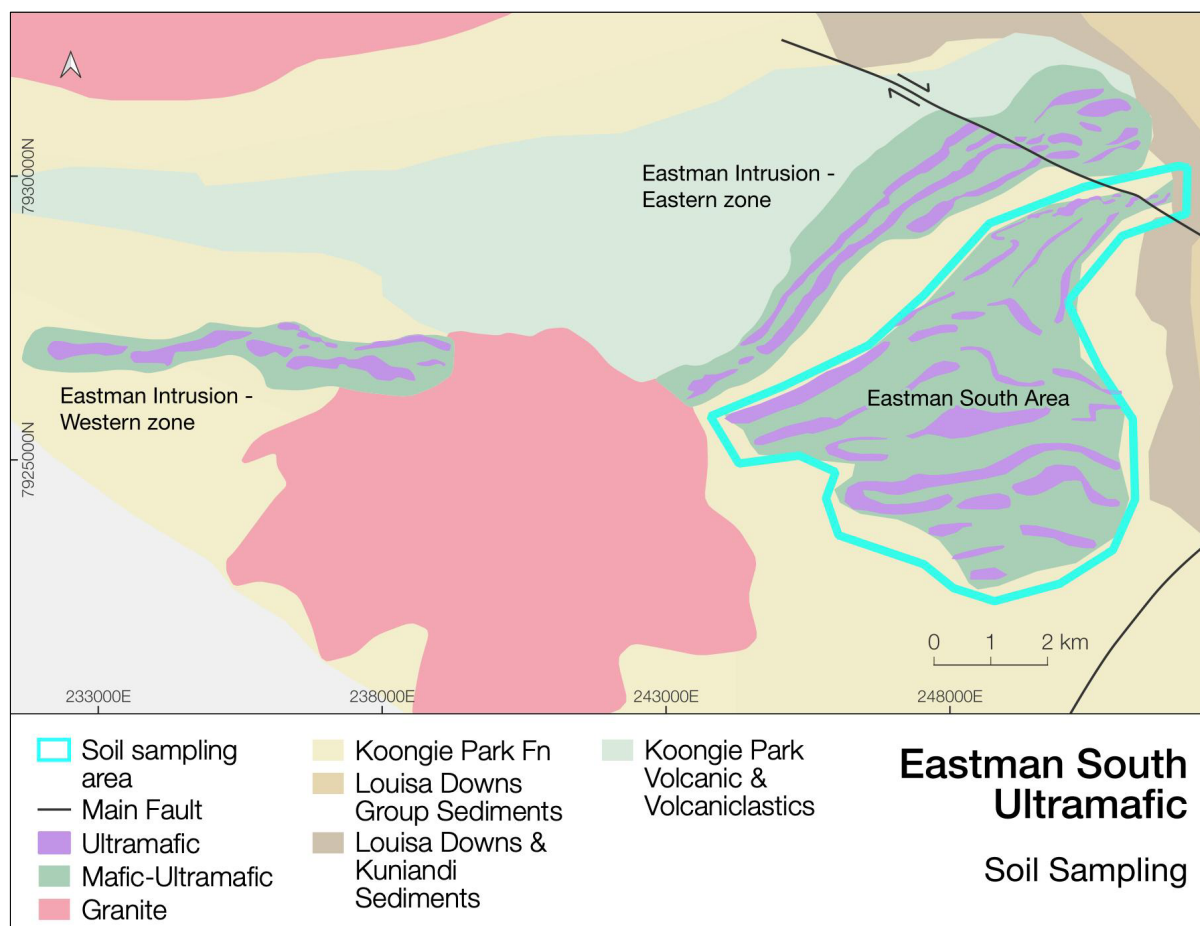 Eastman Intrusion -
Eastern zone
7930000N
Eastman Intrusion -
Western zone
Eastman South Area
7925000N
0 1 2 km
233000E 238000E 243000E 248000E
Soil sampling
area
Main Fault
Ultramafic
Mafic-Ultramafic
Granite
Koongie Park Fn
Louisa Downs
Group Sediments
Louisa Downs &
Kuniandi
Sediments
Koongie Park
Volcanic &
Volcaniclastics
Eastman South
Ultramafic
Soil Sampling